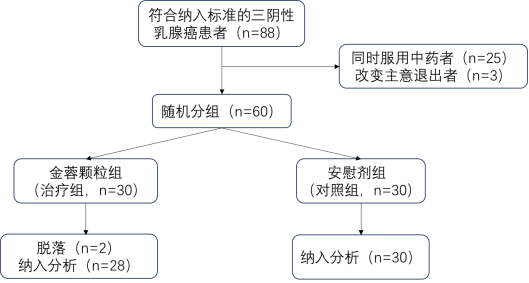 符合纳入标准的三阴性
乳腺癌患者（n=88）
同时服用中药者（n=25）
改变主意退出者（n=3）
随机分组（n=60）
金蓉颗粒组
（治疗组，n=30）
安慰剂组
（对照组，n=30）
脱落（n=2）
纳入分析（n=28）
纳入分析（n=30）